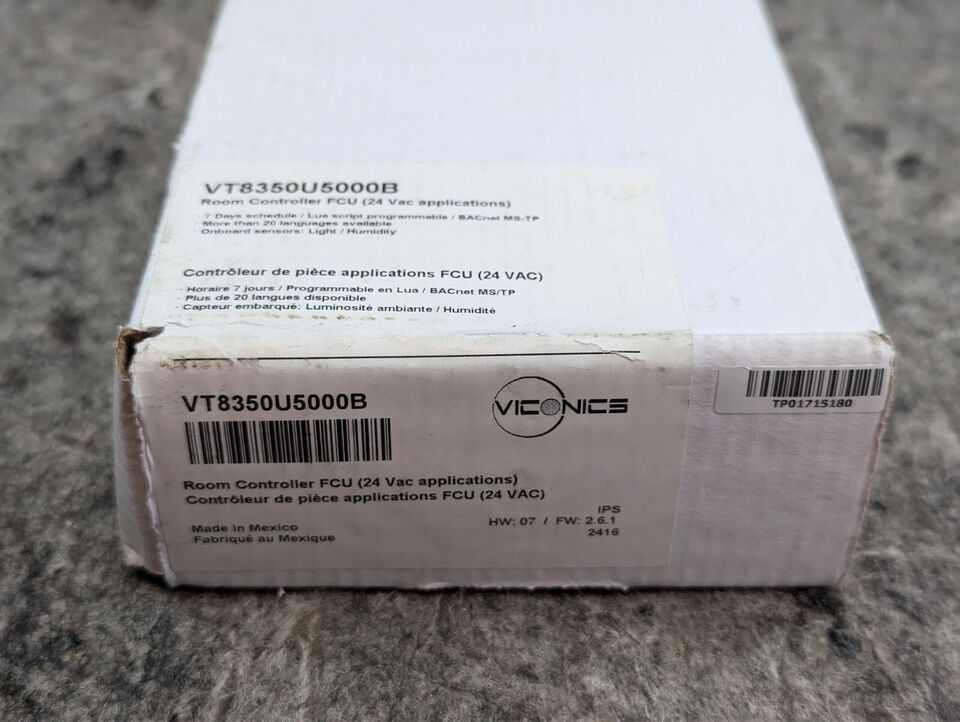 VT8350U5000B
Room Controller FCU (24 Vac applications)
· 7 Days schedule / Lua script programmable / BACnet MS-TP
· More than 20 languages available
· Onboard sensors: Light / Humidity
Contrôleur de pièce applications FCU (24 VAC)
· Horaire 7 jours / Programmable en Lua / BACnet MS/TP
· Plus de 20 langues disponible
· Capteur embarqué: Luminosité ambiante / Humidité
VT8350U5000B
VICONICS
TP01715180
Room Controller FCU (24 Vac applications)
Contrôleur de pièce applications FCU (24 VAC)
IPS
HW: 07 / FW: 2.6.1
2416
Made in Mexico
Fabriqué au Mexique